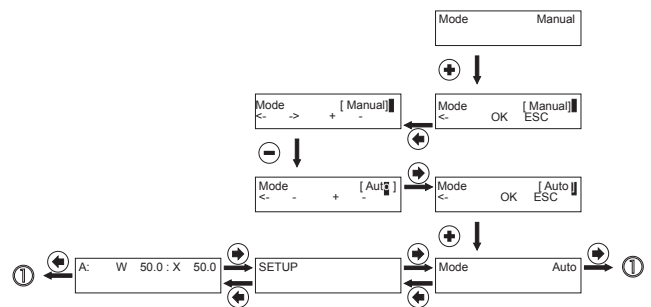 Mode Manual
Mode [ Manual]
<- -> + -
Mode [ Manual]
<- OK ESC
Mode [ Auto ]
<- - + -
Mode [ Auto ]
<- OK ESC
①
A: W 50.0 : X 50.0
SETUP
Mode Auto
①